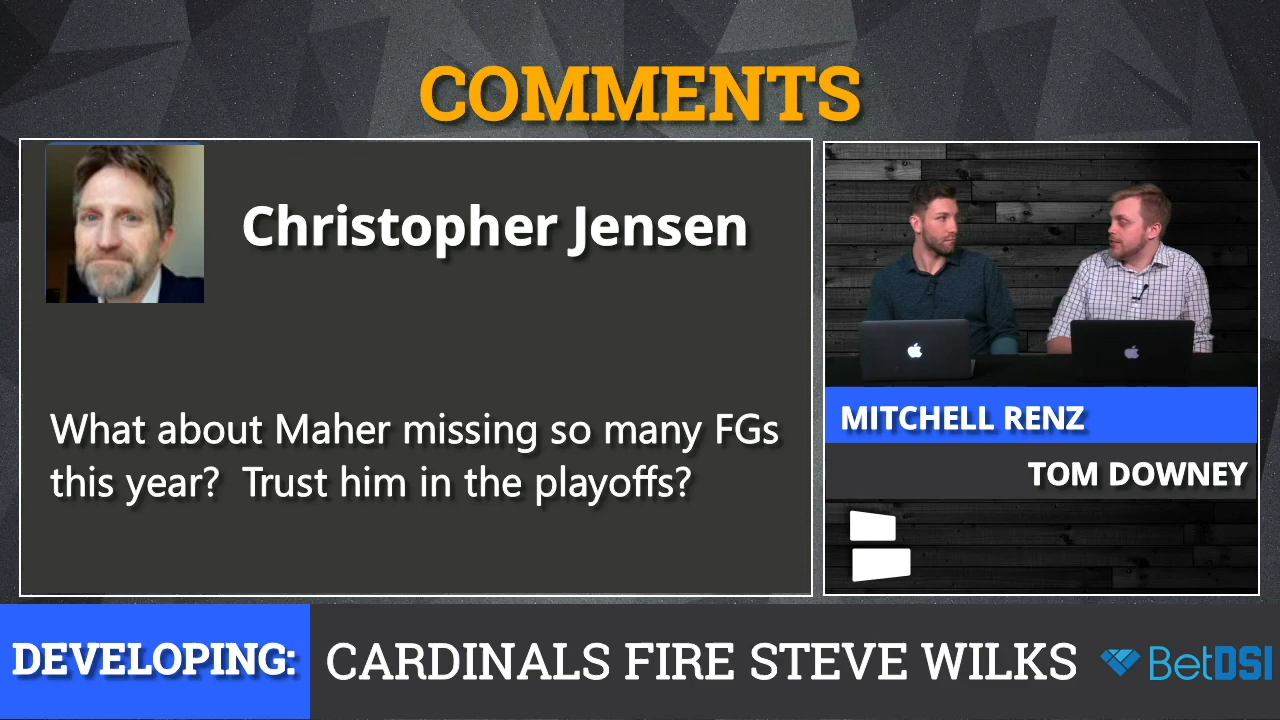 COMMENTS
Christopher Jensen
What about Maher missing so many FGs
this year?  Trust him in the playoffs?
MITCHELL RENZ
TOM DOWNEY
DEVELOPING:
CARDINALS FIRE STEVE WILKS
BetDSI